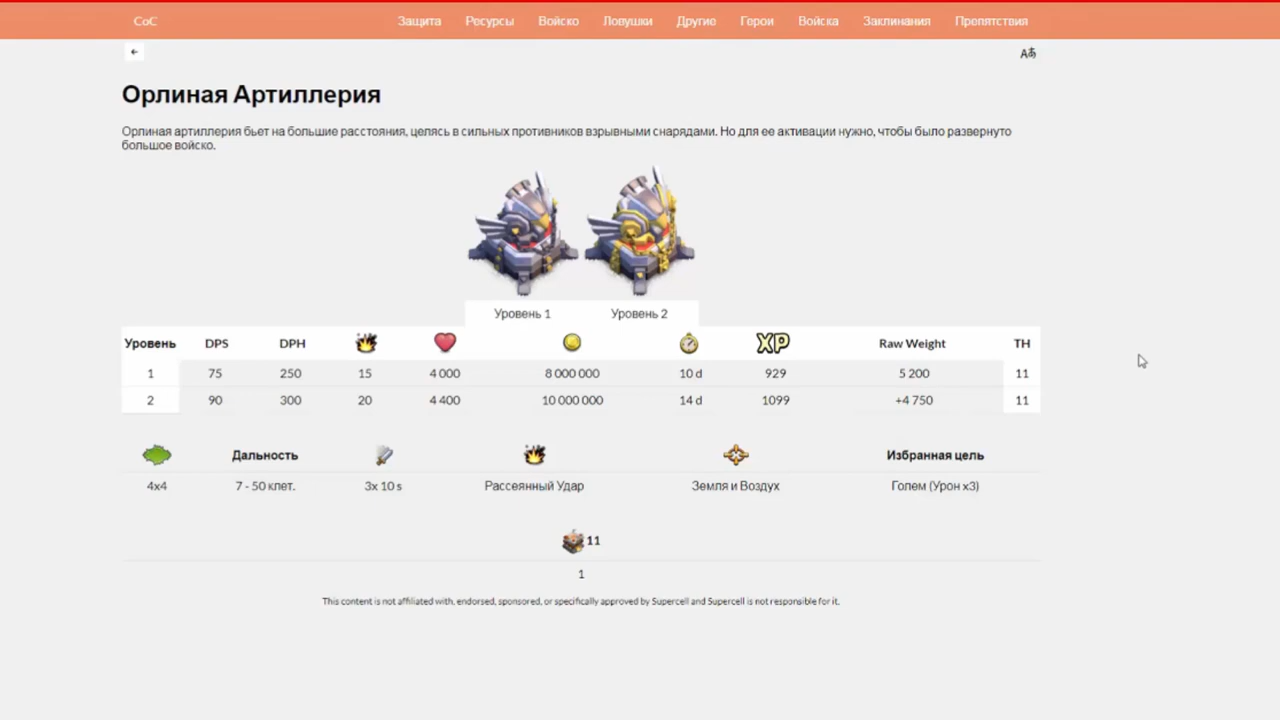 CoC Защита Ресурсы Войско Ловушки Другие Герои Войска Заклинания Препятствия
Aあ
Орлиная Артиллерия
Орлиная артиллерия бьет на большие расстояния, целясь в сильных противников взрывными снарядами. Но для ее активации нужно, чтобы было развернуто
большое войско.
Уровень 1 Уровень 2
Уровень DPS DPH XP Raw Weight TH
1 75 250 15 4 000 8 000 000 10 d 929 5 200 11
2 90 300 20 4 400 10 000 000 14 d 1099 +4 750 11
Дальность Избранная цель
4x4 7 - 50 клет. 3x 10 s Рассеянный Удар Земля и Воздух Голем (Урон x3)
11
1
This content is not affiliated with, endorsed, sponsored, or specifically approved by Supercell and Supercell is not responsible for it.